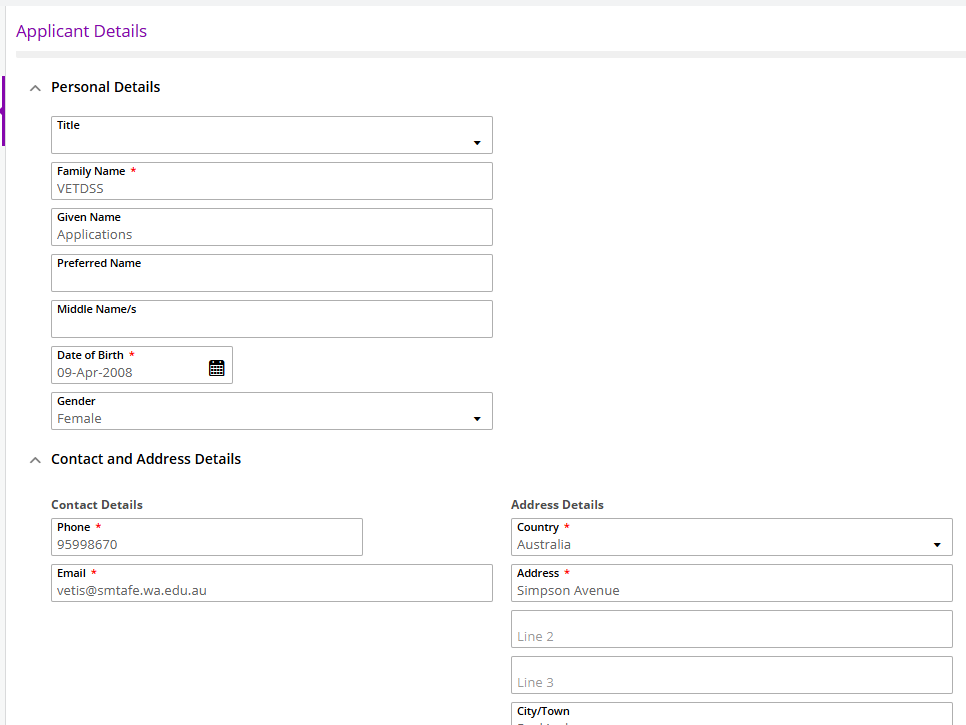 Applicant Details
Personal Details
Title
Family Name *
VETDSS
Given Name
Applications
Preferred Name
Middle Name/s
Date of Birth *
09-Apr-2008
Gender
Female
Contact and Address Details
Contact Details
Phone *
95998670
Email *
vetis@smtafe.wa.edu.au
Address Details
Country *
Australia
Address *
Simpson Avenue
Line 2
Line 3
City/Town